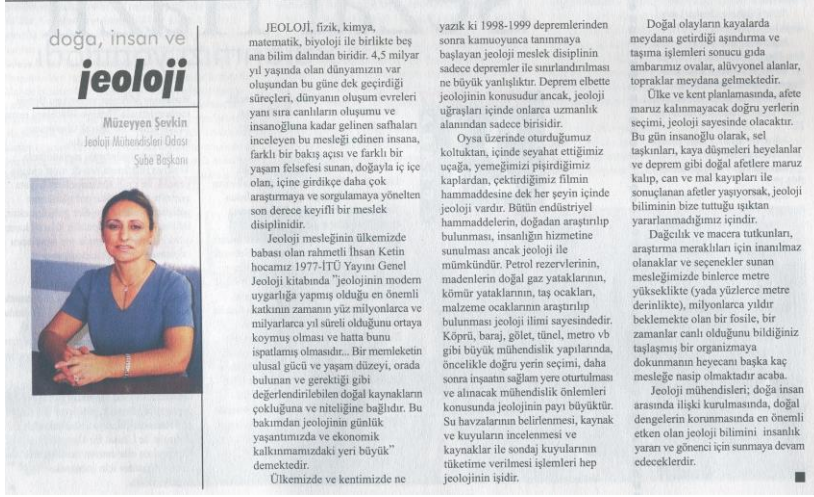 doğa, insan ve
jeoloji
Müzeyyen Şevkin
Jeoloji Mühendisleri Odası
Şube Başkanı
JEOLOJİ, fizik, kimya,
matematik, biyoloji ile birlikte beş
ana bilim dalından biridir. 4,5 milyar
yıl yaşında olan dünyamızın var
oluşundan bu güne dek geçirdiği
süreçleri, dünyanın oluşum evreleri
yanı sıra canlıların oluşumu ve
insanoğluna kadar gelinen safhaları
inceleyen bu mesleği edinen insana,
farklı bir bakış açısı ve farklı bir
yaşam felsefesi sunan, doğayla iç içe
olan, içine girdikçe daha çok
araştırmaya ve sorgulamaya yönelten
son derece keyifli bir meslek
disiplinidir.
Jeoloji mesleğinin ülkemizde
babası olan rahmetli İhsan Ketin
hocamız 1977-İTÜ Yayını Genel
Jeoloji kitabında "jeolojinin modern
uygarlığa yapmış olduğu en önemli
katkının zamanın yüz milyonlarca ve
milyarlarca yıl süreli olduğunu ortaya
koymuş olması ve hatta bunu
ispatlamış olmasıdır... Bir memleketin
ulusal gücü ve yaşam düzeyi, orada
bulunan ve gerektiği gibi
değerlendirilebilen doğal kaynakların
çokluğuna ve niteliğine bağlıdır. Bu
bakımdan jeolojinin günlük
yaşantımızda ve ekonomik
kalkınmamızdaki yeri büyük"
demektedir.
Ülkemizde ve kentimizde ne
yazık ki 1998-1999 depremlerinden
sonra kamuoyunca tanınmaya
başlayan jeoloji meslek disiplinin
sadece depremler ile sınırlandırılması
ne büyük yanlışlıktır. Deprem elbette
jeolojinin konusudur ancak, jeoloji
uğraşları içinde onlarca uzmanlık
alanından sadece birisidir.
Oysa üzerinde oturduğumuz
koltuktan, içinde seyahat ettiğimiz
uçağa, yemeğimizi pişirdiğimiz
kaplardan, çektirdiğimiz filmin
hammaddesine dek her şeyin içinde
jeoloji vardır. Bütün endüstriyel
hammaddelerin, doğadan araştırılıp
bulunması, insanlığın hizmetine
sunulması ancak jeoloji ile
mümkündür. Petrol rezervlerinin,
madenlerin doğal gaz yataklarının,
kömür yataklarının, taş ocakları,
malzeme ocaklarının araştırılıp
bulunması jeoloji ilimi sayesindedir.
Köprü, baraj, gölet, tünel, metro vb
gibi büyük mühendislik yapılarında,
öncelikle doğru yerin seçimi, daha
sonra inşaatın sağlam yere oturtulması
ve alınacak mühendislik önlemleri
konusunda jeolojinin payı büyüktür.
Su havzalarının belirlenmesi, kaynak
ve kuyuların incelenmesi ve
kaynaklar ile sondaj kuyularının
tüketime verilmesi işlemleri hep
jeolojinin işidir.
Doğal olayların kayalarda
meydana getirdiği aşındırma ve
taşıma işlemleri sonucu gıda
ambarımız ovalar, alüvyonel alanlar,
topraklar meydana gelmektedir.
Ülke ve kent planlamasında, afete
maruz kalınmayacak doğru yerlerin
seçimi, jeoloji sayesinde olacaktır.
Bu gün insanoğlu olarak, sel
taşkınları, kaya düşmeleri heyelanlar
ve deprem gibi doğal afetlere maruz
kalıp, can ve mal kayıpları ile
sonuçlanan afetler yaşıyorsak, jeoloji
biliminin bize tuttuğu ışıktan
yararlanmadığımız içindir.
Dağcılık ve macera tutkunları,
araştırma meraklıları için inanılmaz
olanaklar ve seçenekler sunan
mesleğimizde binlerce metre
yükseklikte (yada yüzlerce metre
derinlikte), milyonlarca yıldır
beklemekte olan bir fosile, bir
zamanlar canlı olduğunu bildiğiniz
taşlaşmış bir organizmaya
dokunmanın heyecanı başka kaç
mesleğe nasip olmaktadır acaba.
Jeoloji mühendisleri; doğa insan
arasında ilişki kurulmasında, doğal
dengelerin korunmasında en önemli
etken olan jeoloji bilimini insanlık
yararı ve gönenci için sunmaya devam
edeceklerdir.